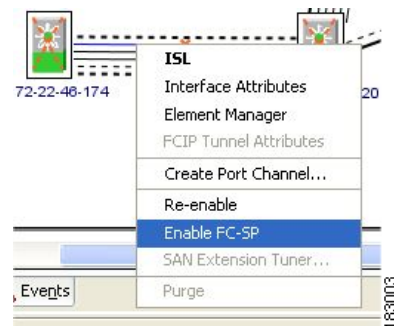 72-22-46-174
20
ISL
Interface Attributes
Element Manager
FCIP Tunnel Attributes
Create Port Channel...
Re-enable
Enable FC-SP
SAN Extension Tuner...
Purge
Events
183003